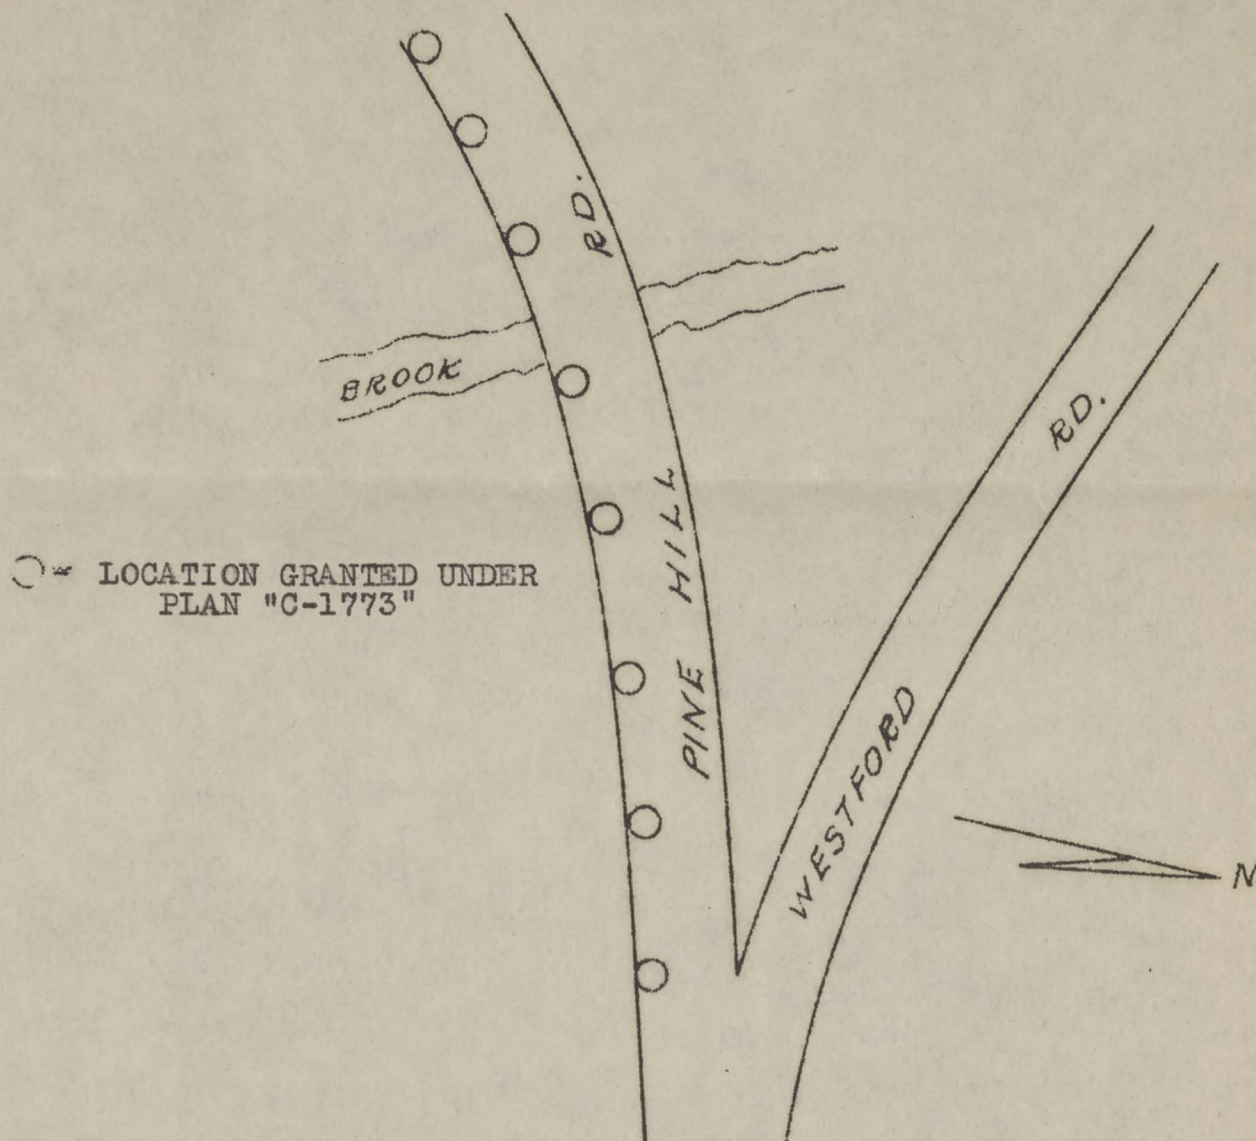 RD.
BROOK
RD.
PINE HILL
○- LOCATION GRANTED UNDER
PLAN "C-1773"
WESTFORD
N